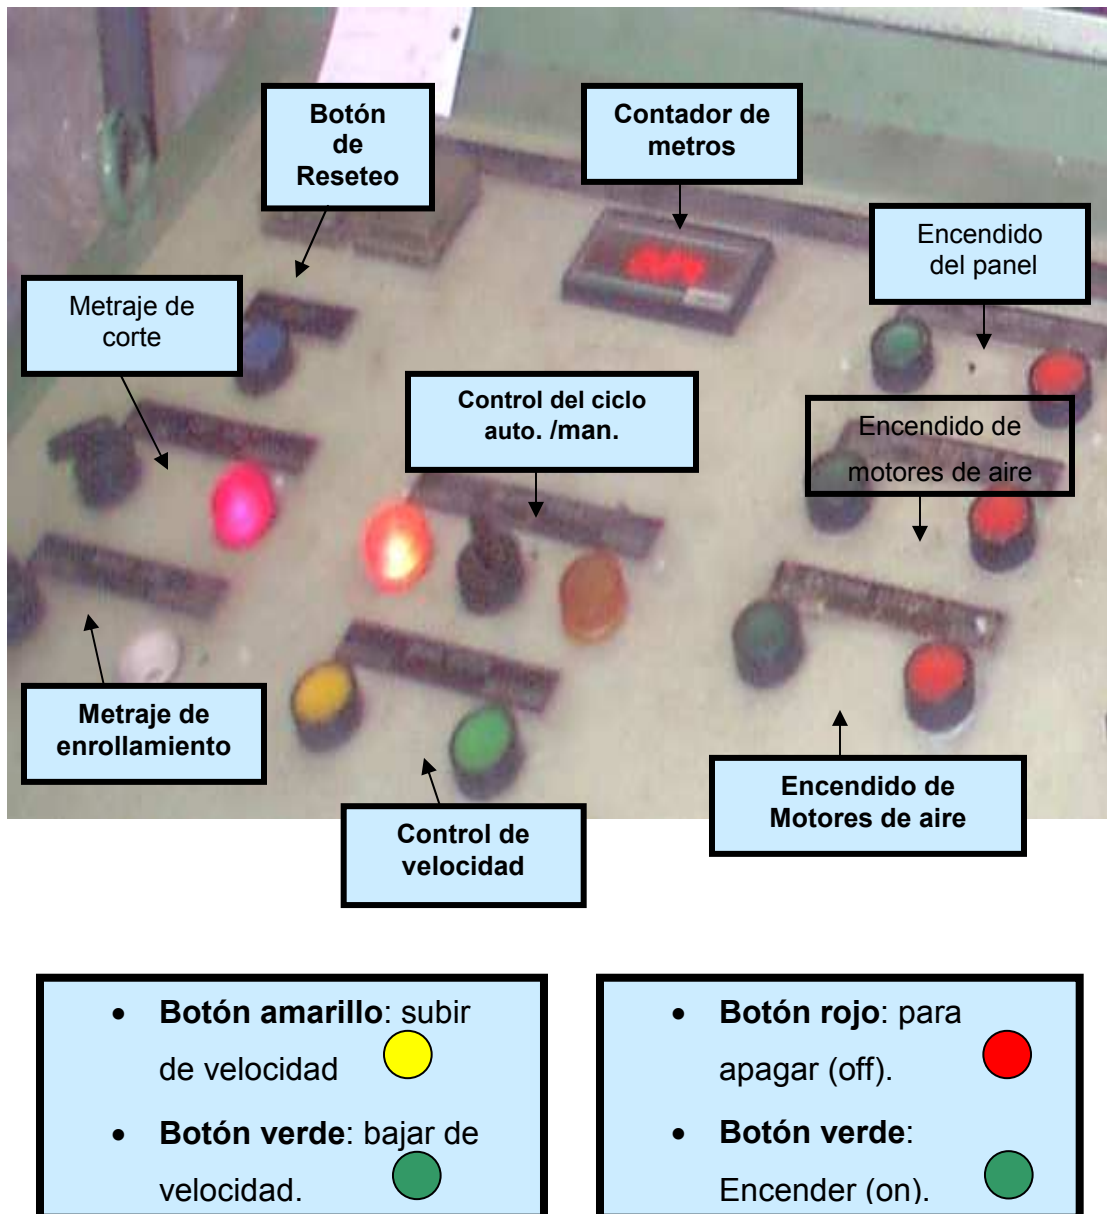 Botón
de
Reseteo
Contador de
metros
Encendido
del panel
Metraje de
corte
Control del ciclo
auto. /man.
Encendido de
motores de aire
Metraje de
enrollamiento
Control de
velocidad
Encendido de
Motores de aire
• Botón amarillo: subir
de velocidad
• Botón verde: bajar de
velocidad.
• Botón rojo: para
apagar (off).
• Botón verde:
Encender (on).